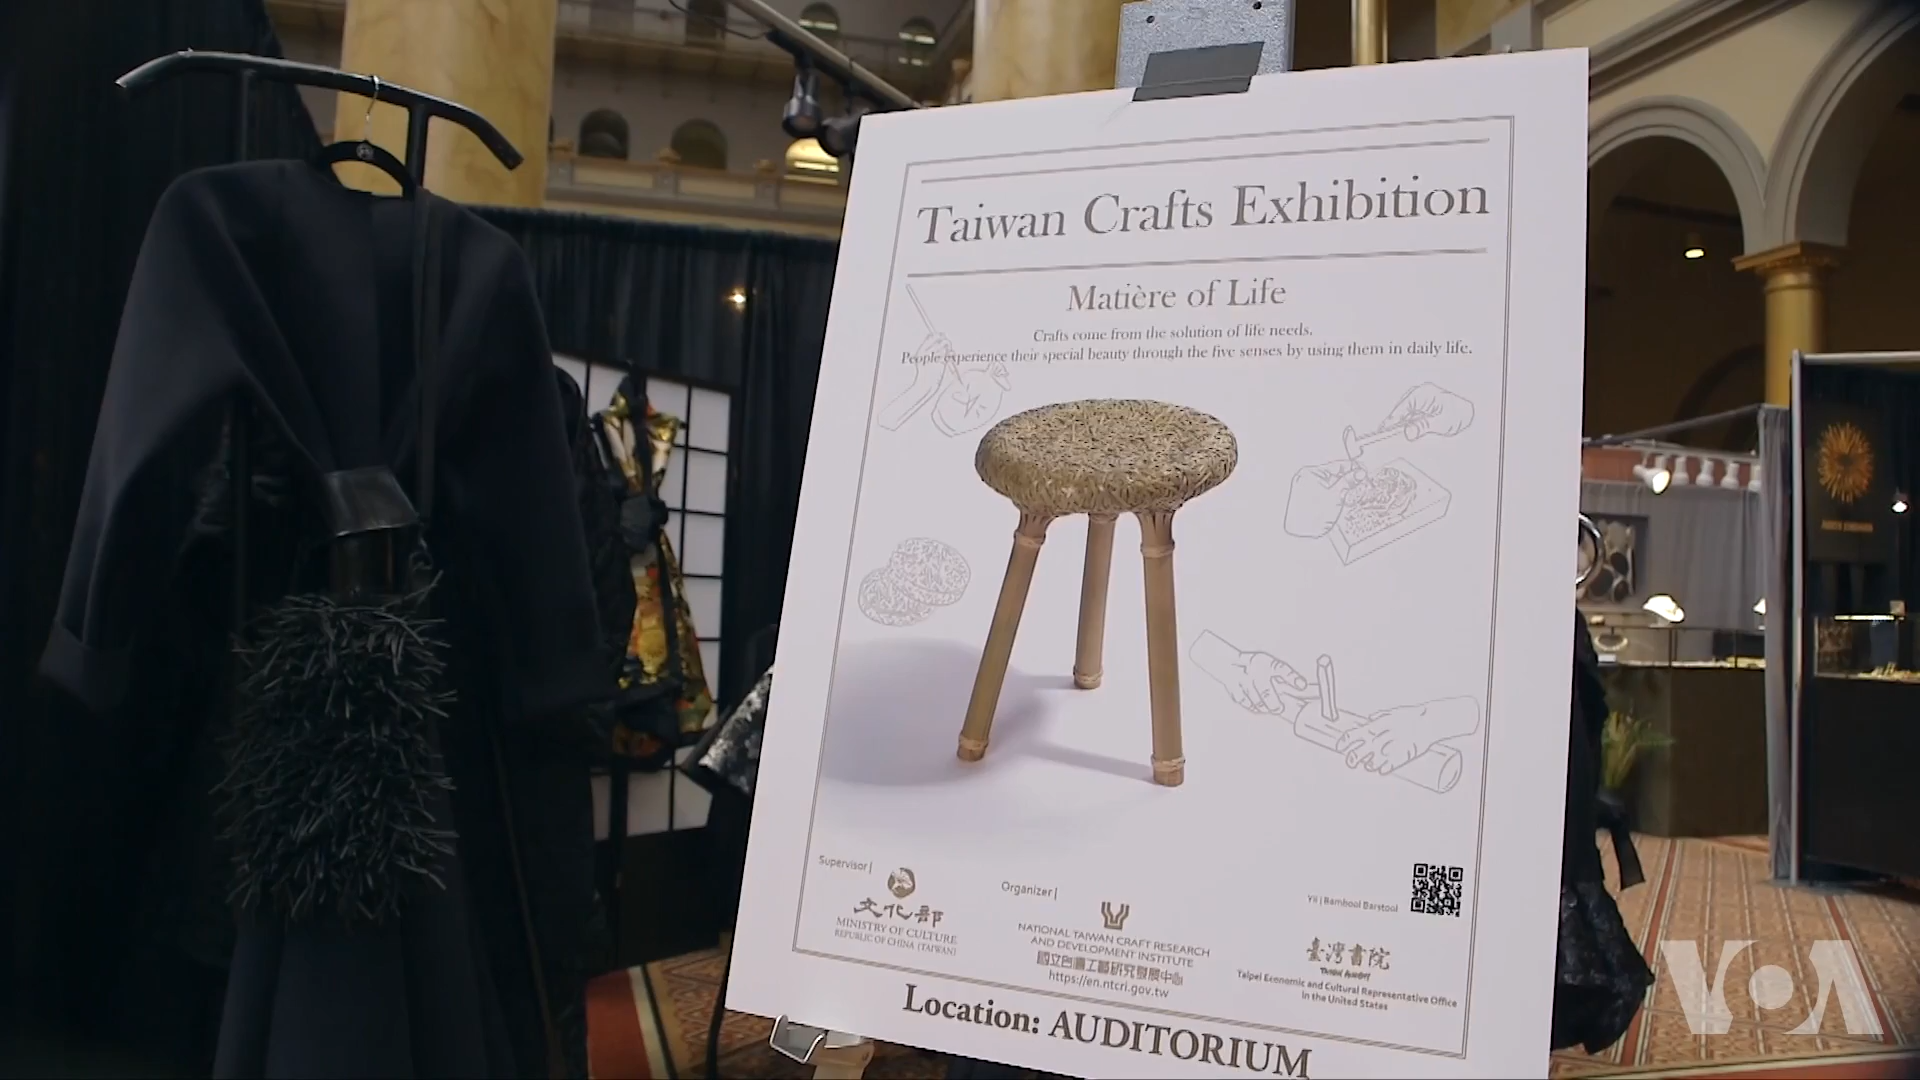 Taiwan Crafts Exhibition
Matière of Life
Crafts come from the solution of life needs.
People experience their special beauty through the five senses by using them in daily life.
Supervisor|
文化部
MINISTRY OF CULTURE
REPUBLIC OF CHINA (TAIWAN)
Organizer|
NATIONAL TAIWAN CRAFT RESEARCH
AND DEVELOPMENT INSTITUTE
國立台灣工藝研究發展中心
https://en.ntcri.gov.tw
Yii | Bambool Barstool
臺灣書院
Taipei Economic and Cultural Representative Office
in the United States
Location: AUDITORIUM
VOA